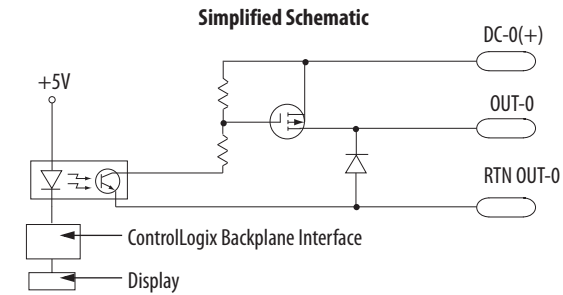 Simplified Schematic
DC-0(+)
+5V
OUT-0
RTN OUT-0
ControlLogix Backplane Interface
Display